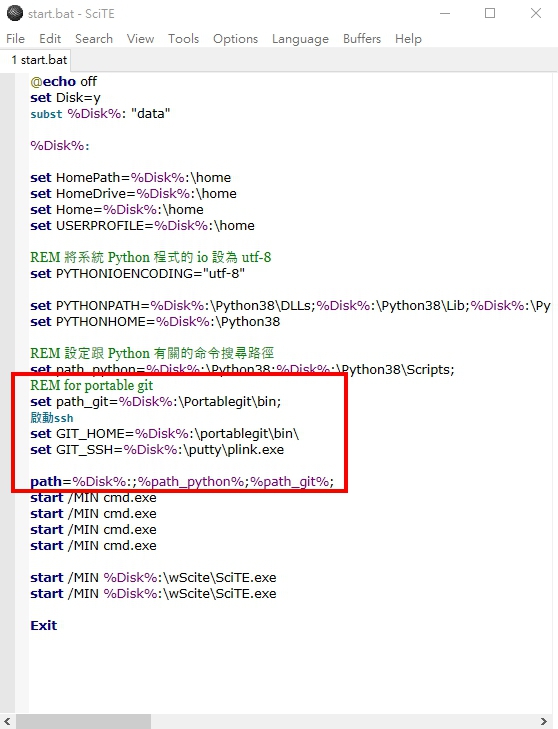 start.bat - SciTE
File Edit Search View Tools Options Language Buffers Help
1 start.bat
@echo off
set Disk=y
subst %Disk%: "data"
%Disk%:
set HomePath=%Disk%:\home
set HomeDrive=%Disk%:\home
set Home=%Disk%:\home
set USERPROFILE=%Disk%:\home
REM 將系統 Python 程式的 io 設為 utf-8
set PYTHONIOENCODING="utf-8"
set PYTHONPATH=%Disk%:\Python38\DLLs;%Disk%:\Python38\Lib;%Disk%:\Py
set PYTHONHOME=%Disk%:\Python38
REM 設定跟 Python 有關的命令搜尋路徑
set path_python=%Disk%:\Python38;%Disk%:\Python38\Scripts;
REM for portable git
set path_git=%Disk%:\Portablegit\bin;
啟動ssh
set GIT_HOME=%Disk%:\portablegit\bin\
set GIT_SSH=%Disk%:\putty\plink.exe
path=%Disk%:;%path_python%;%path_git%;
start /MIN cmd.exe
start /MIN cmd.exe
start /MIN cmd.exe
start /MIN cmd.exe
start /MIN %Disk%:\wScite\SciTE.exe
start /MIN %Disk%:\wScite\SciTE.exe
Exit